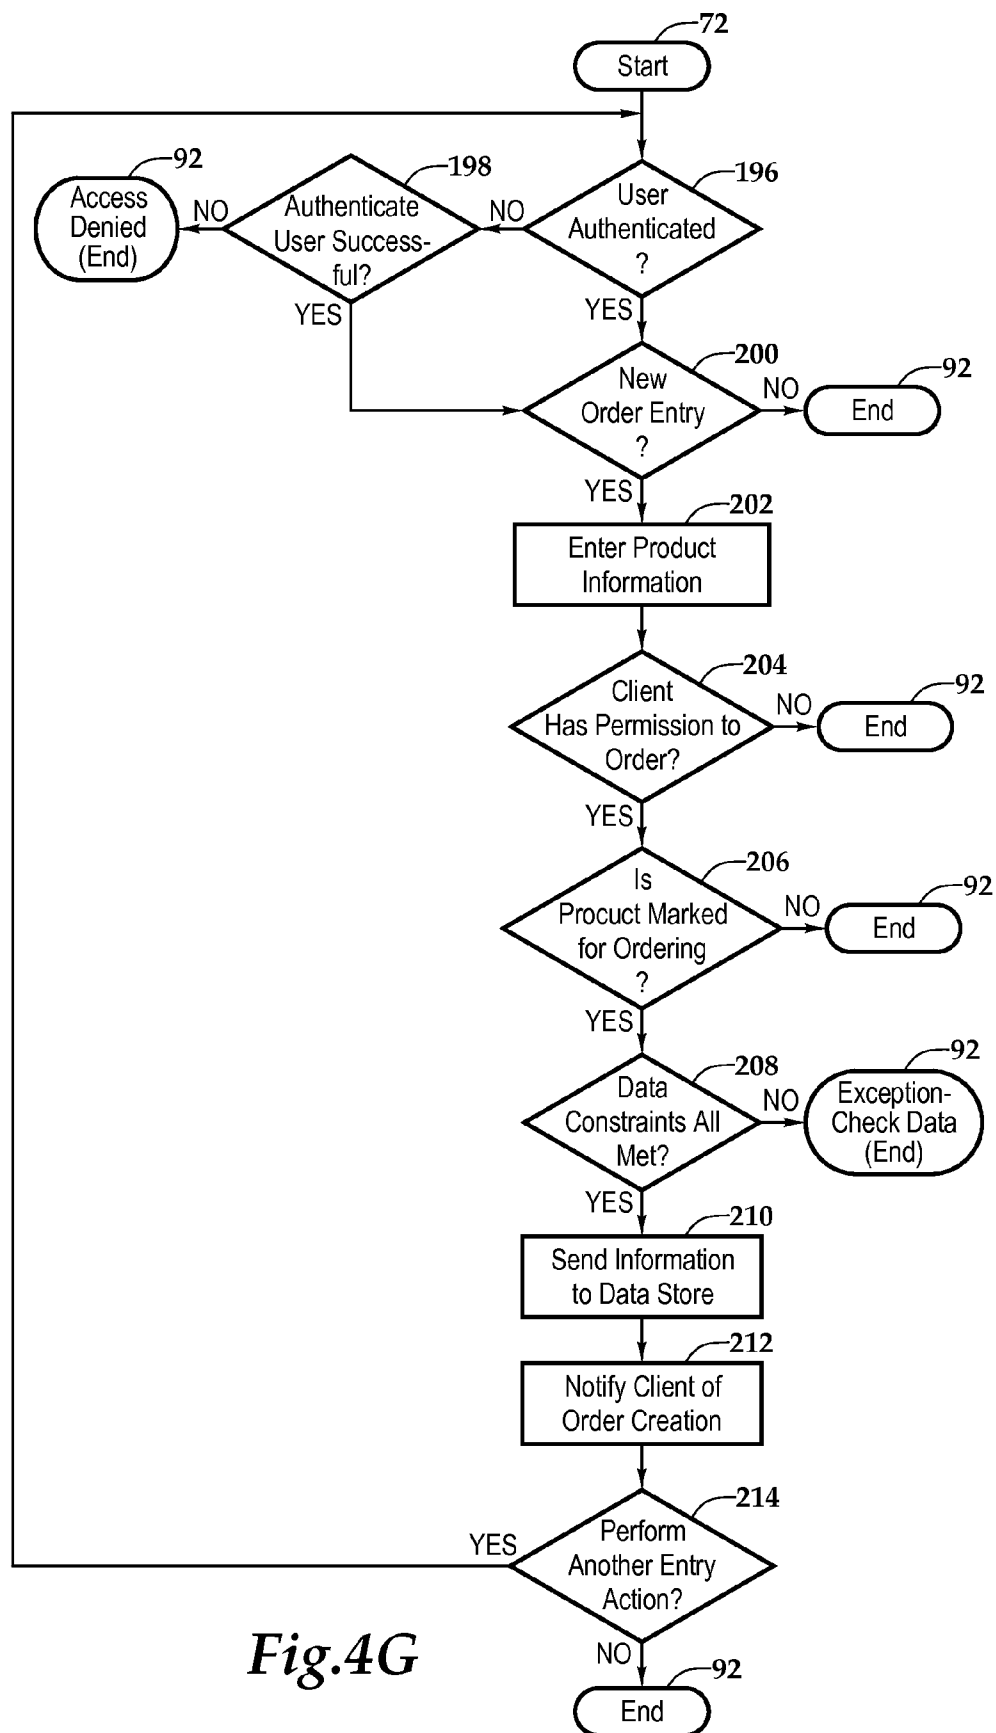 72
Start
92
Access
Denied
(End)
NO
198
Authenticate
User Success-
ful?
NO
196
User
Authenticated
?
YES
YES
200
New
Order Entry
?
NO
92
End
YES
202
Enter Product
Information
204
Client
Has Permission to
Order?
NO
92
End
YES
206
Is
Procuct Marked
for Ordering
?
NO
92
End
YES
208
Data
Constraints All
Met?
NO
92
Exception-
Check Data
(End)
YES
210
Send Information
to Data Store
212
Notify Client of
Order Creation
214
Perform
Another Entry
Action?
YES
NO
92
End
Fig.4G